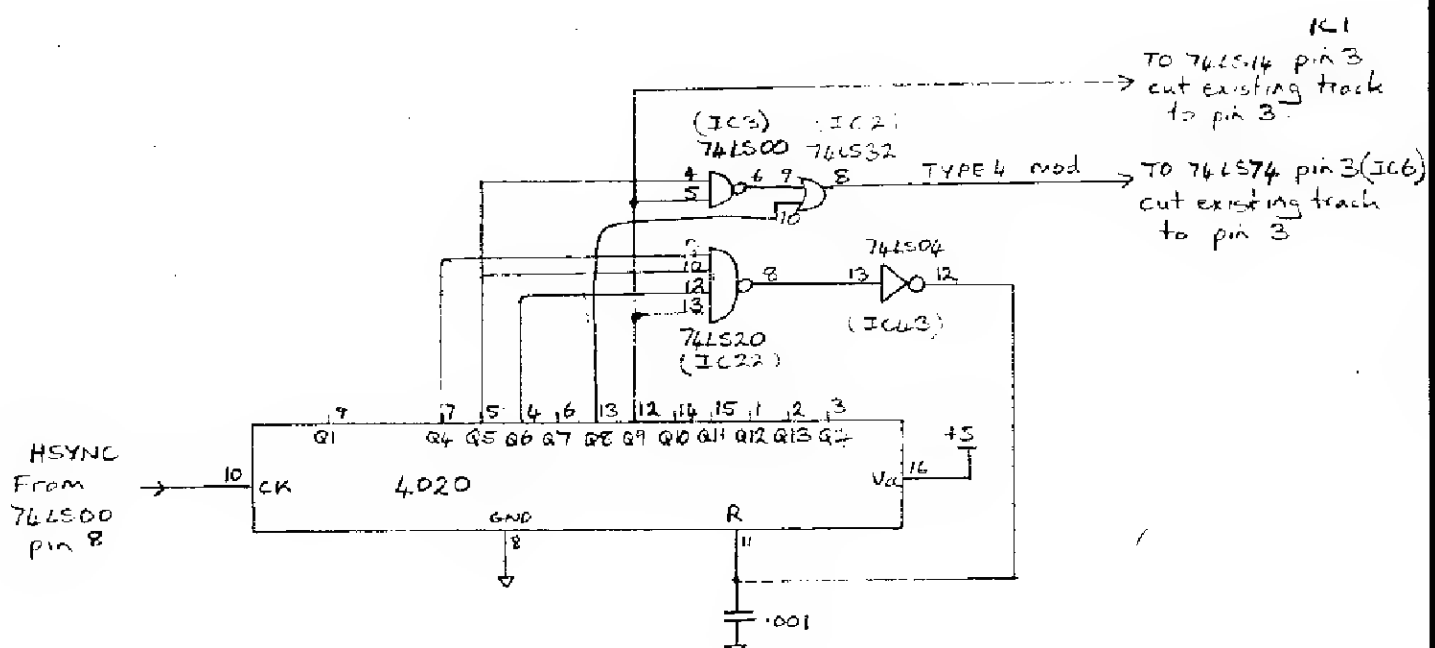 IC1
TO 74LS14 pin 3
cut existing track
to pin 3
(IC3) (IC2)
74LS00 74LS32
4 6 9 8
5
10
TYPE 4 mod
TO 74LS74 pin 3 (IC6)
cut existing track
to pin 3
74LS04
9
10
12
13
8
13
12
(IC43)
74LS20
(IC22)
9 7 5 4 6 13 12 14 15 1 2 3
Q1 Q4 Q5 Q6 Q7 Q8 Q9 Q10 Q11 Q12 Q13
HSYNC
From
74LS00
pin 8
10 CK
4020
+5
16
GND
8
R
11
.001